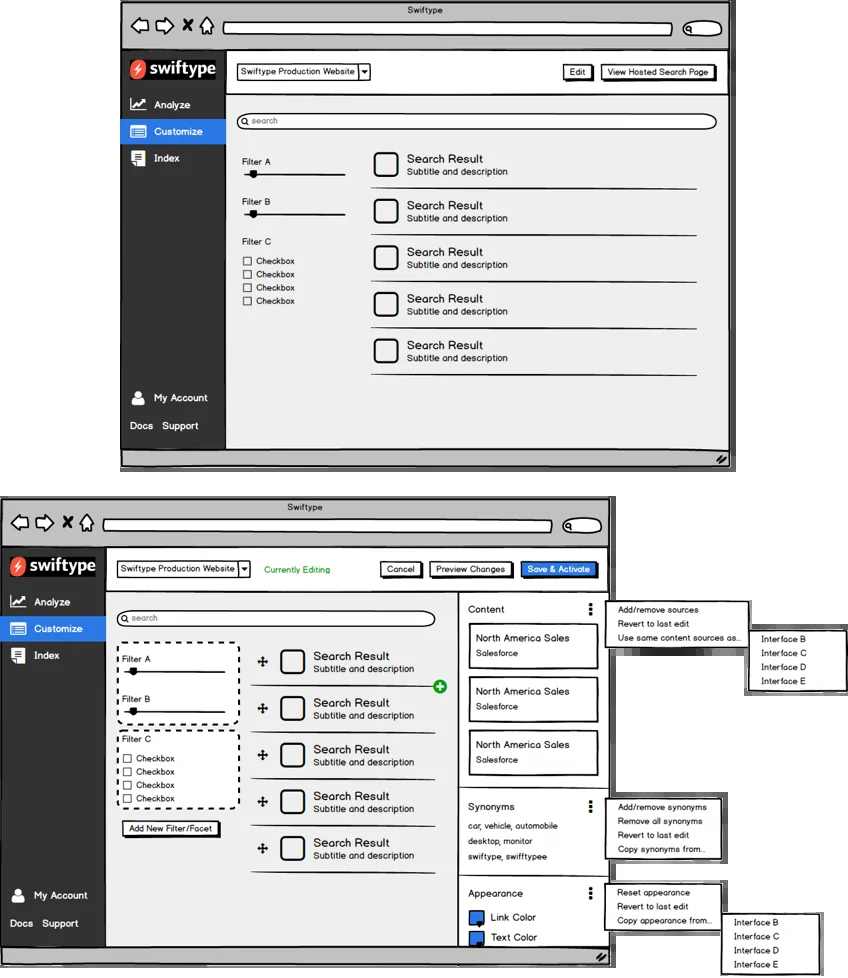 Swiftype
swiftype
Swiftype Production Website
Edit
View Hosted Search Page
Analyze
Customize
Index
search
Filter A
Filter B
Filter C
Checkbox
Checkbox
Checkbox
Checkbox
Search Result
Subtitle and description
Search Result
Subtitle and description
Search Result
Subtitle and description
Search Result
Subtitle and description
Search Result
Subtitle and description
My Account
Docs Support
Swiftype
swiftype
Swiftype Production Website
Currently Editing
Cancel
Preview Changes
Save & Activate
Analyze
Customize
Index
search
Filter A
Filter B
Filter C
Checkbox
Checkbox
Checkbox
Checkbox
Add New Filter/Facet
Search Result
Subtitle and description
Search Result
Subtitle and description
Search Result
Subtitle and description
Search Result
Subtitle and description
Search Result
Subtitle and description
Content
North America Sales
Salesforce
North America Sales
Salesforce
North America Sales
Salesforce
Add/remove sources
Revert to last edit
Use same content sources as...
Interface B
Interface C
Interface D
Interface E
Synonyms
car, vehicle, automobile
desktop, monitor
swiftype, swifftypee
Add/remove synonyms
Remove all synonyms
Revert to last edit
Copy synonyms from...
Appearance
Link Color
Text Color
Reset appearance
Revert to last edit
Copy appearance from...
Interface B
Interface C
Interface D
Interface E
My Account
Docs Support